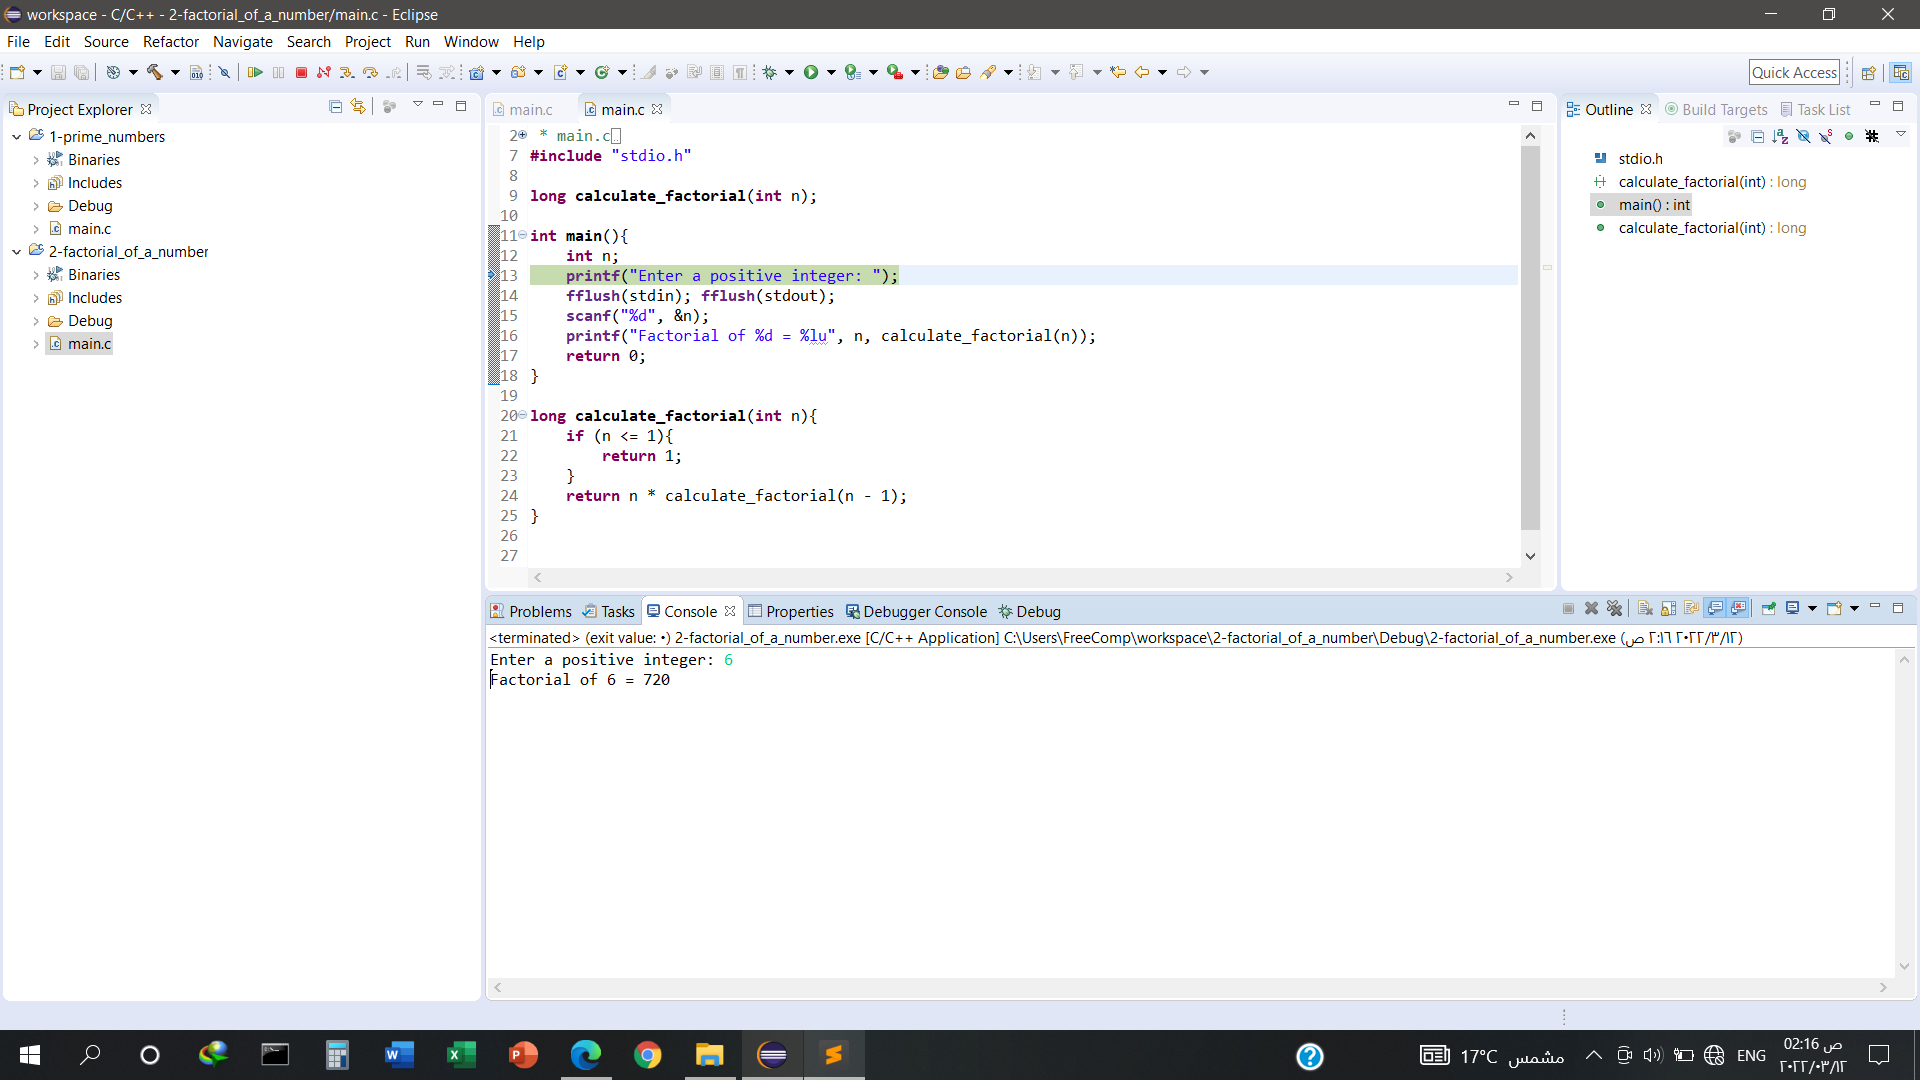 workspace - C/C++ - 2-factorial_of_a_number/main.c - Eclipse
File Edit Source Refactor Navigate Search Project Run Window Help
Quick Access
Project Explorer
1-prime_numbers
Binaries
Includes
Debug
main.c
2-factorial_of_a_number
Binaries
Includes
Debug
main.c
main.c main.c
2 * main.c
7 #include "stdio.h"
8
9 long calculate_factorial(int n);
10
11 int main(){
12 int n;
13 printf("Enter a positive integer: ");
14 fflush(stdin); fflush(stdout);
15 scanf("%d", &n);
16 printf("Factorial of %d = %lu", n, calculate_factorial(n));
17 return 0;
18 }
19
20 long calculate_factorial(int n){
21 if (n <= 1){
22 return 1;
23 }
24 return n * calculate_factorial(n - 1);
25 }
26
27
Outline Build Targets Task List
stdio.h
calculate_factorial(int) : long
main() : int
calculate_factorial(int) : long
Problems Tasks Console Properties Debugger Console Debug
<terminated> (exit value: ٠) 2-factorial_of_a_number.exe [C/C++ Application] C:\Users\FreeComp\workspace\2-factorial_of_a_number\Debug\2-factorial_of_a_number.exe (٢٠٢٢/٣/١٢ ٢:١٦ ص)
Enter a positive integer: 6
Factorial of 6 = 720
17°C مشمس ENG
02:16 ص
٢٠٢٢/٠٣/١٢